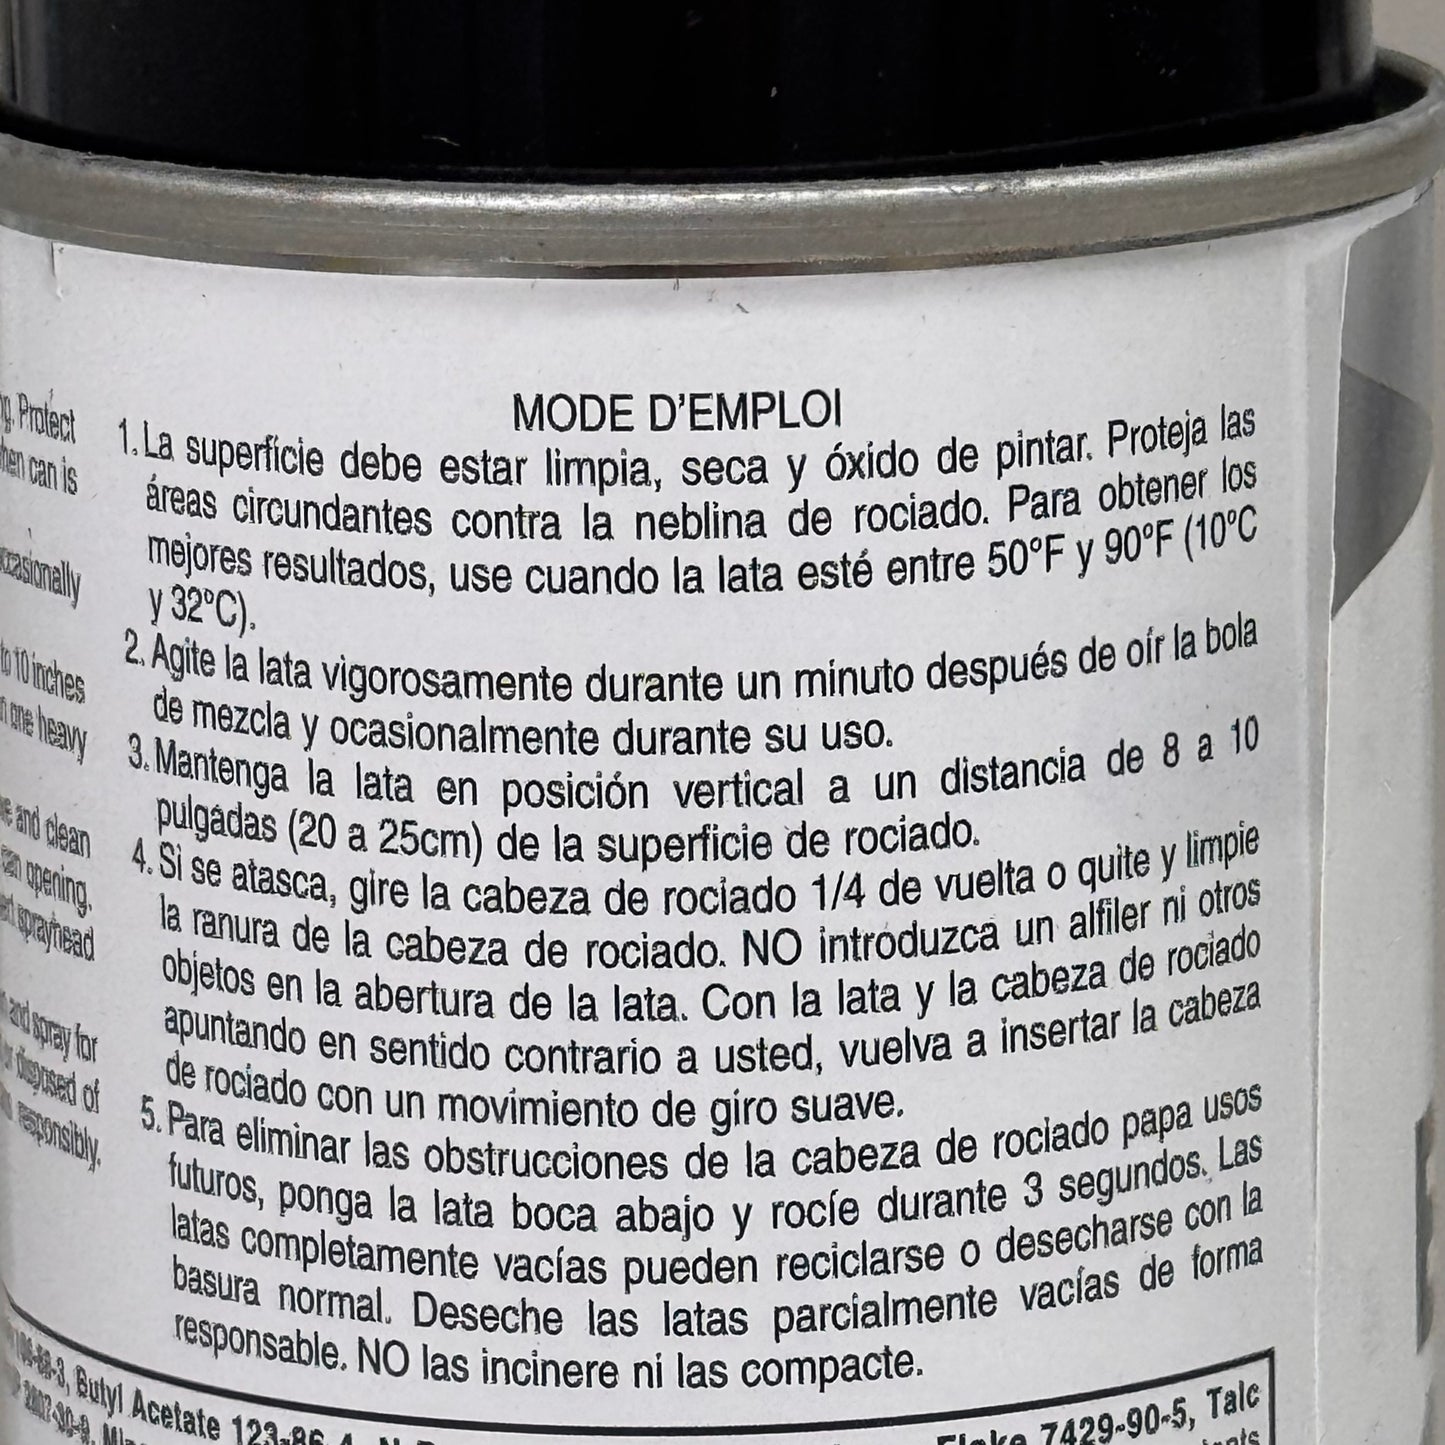 MODE D'EMPLOI
1. La superfície debe estar limpia, seca y óxido de pintar. Proteja las
áreas circundantes contra la neblina de rociado. Para obtener los
mejores resultados, use cuando la lata esté entre 50°F y 90°F (10°C
y 32°C).
2. Agite la lata vigorosamente durante un minuto después de oír la bola
de mezcla y ocasionalmente durante su uso.
3. Mantenga la lata en posición vertical a un distancia de 8 a 10
pulgadas (20 a 25cm) de la superficie de rociado.
4. Si se atasca, gire la cabeza de rociado 1/4 de vuelta o quite y limpie
la ranura de la cabeza de rociado. NO introduzca un alfiler ni otros
objetos en la abertura de la lata. Con la lata y la cabeza de rociado
apuntando en sentido contrario a usted, vuelva a insertar la cabeza
de rociado con un movimiento de giro suave.
5. Para eliminar las obstrucciones de la cabeza de rociado papa usos
futuros, ponga la lata boca abajo y rocíe durante 3 segundos. Las
latas completamente vacías pueden reciclarse o desecharse con la
basura normal. Deseche las latas parcialmente vacías de forma
responsable. NO las incinere ni las compacte.
Protect
can is
to 10 inches
one heavy
and clean
can opening.
sprayhead
and spray for
disposed of
responsibly.
Butyl Acetate
7429-90-5, Talc